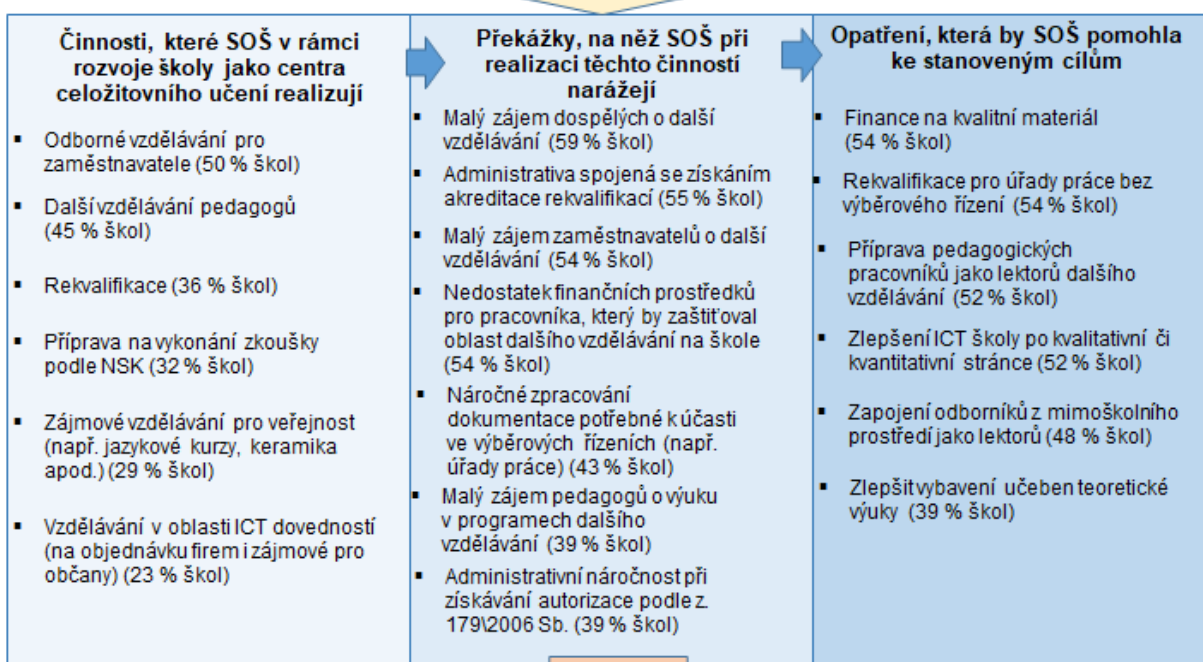 Činnosti, které SOŠ v rámci
rozvoje školy jako centra
celožitovního učení realizují
▪ Odborné vzdělávání pro
zaměstnavatele (50 % škol)
▪ Další vzdělávání pedagogů
(45 % škol)
▪ Rekvalifikace (36 % škol)
▪ Příprava na vykonání zkoušky
podle NSK (32 % škol)
▪ Zájmové vzdělávání pro veřejnost
(např. jazykové kurzy, keramika
apod.) (29 % škol)
▪ Vzdělávání v oblasti ICT dovedností
(na objednávku firem i zájmové pro
občany) (23 % škol)
Překážky, na něž SOŠ při
realizaci těchto činností
narážejí
▪ Malý zájem dospělých o další
vzdělávání (59 % škol)
▪ Administrativa spojená se získáním
akreditace rekvalifikací (55 % škol)
▪ Malý zájem zaměstnavatelů o další
vzdělávání (54 % škol)
▪ Nedostatek finančních prostředků
pro pracovníka, který by zaštiťoval
oblast dalšího vzdělávání na škole
(54 % škol)
▪ Náročné zpracování
dokumentace potřebné k účasti
ve výběrových řízeních (např.
úřady práce) (43 % škol)
▪ Malý zájem pedagogů o výuku
v programech dalšího
vzdělávání (39 % škol)
▪ Administrativní náročnost při
získávání autorizace podle z.
179\2006 Sb. (39 % škol)
Opatření, která by SOŠ pomohla
ke stanoveným cílům
▪ Finance na kvalitní materiál
(54 % škol)
▪ Rekvalifikace pro úřady práce bez
výběrového řízení (54 % škol)
▪ Příprava pedagogických
pracovníků jako lektorů dalšího
vzdělávání (52 % škol)
▪ Zlepšení ICT školy po kvalitativní či
kvantitativní stránce (52 % škol)
▪ Zapojení odborníků z mimoškolního
prostředí jako lektorů (48 % škol)
▪ Zlepšit vybavení učeben teoretické
výuky (39 % škol)